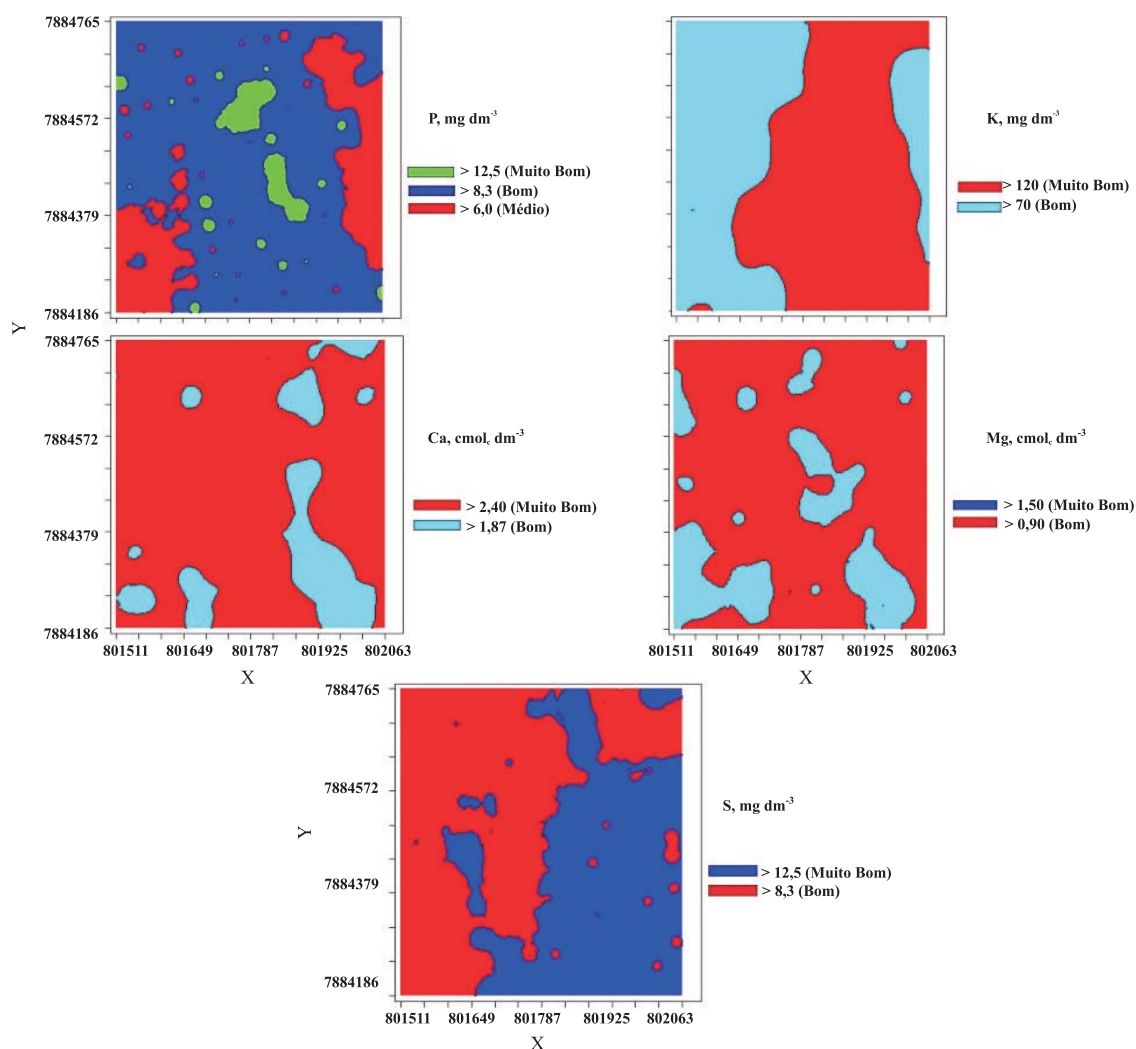 7884765
7884572
7884379
7884186
Y
P, mg dm-3
> 12,5 (Muito Bom)
> 8,3 (Bom)
> 6,0 (Médio)
K, mg dm-3
> 120 (Muito Bom)
> 70 (Bom)
7884765
7884572
7884379
7884186
801511 801649 801787 801925 802063
X
Ca, cmolc dm-3
> 2,40 (Muito Bom)
> 1,87 (Bom)
801511 801649 801787 801925 802063
X
Mg, cmolc dm-3
> 1,50 (Muito Bom)
> 0,90 (Bom)
7884765
7884572
7884379
7884186
Y
801511 801649 801787 801925 802063
X
S, mg dm-3
> 12,5 (Muito Bom)
> 8,3 (Bom)